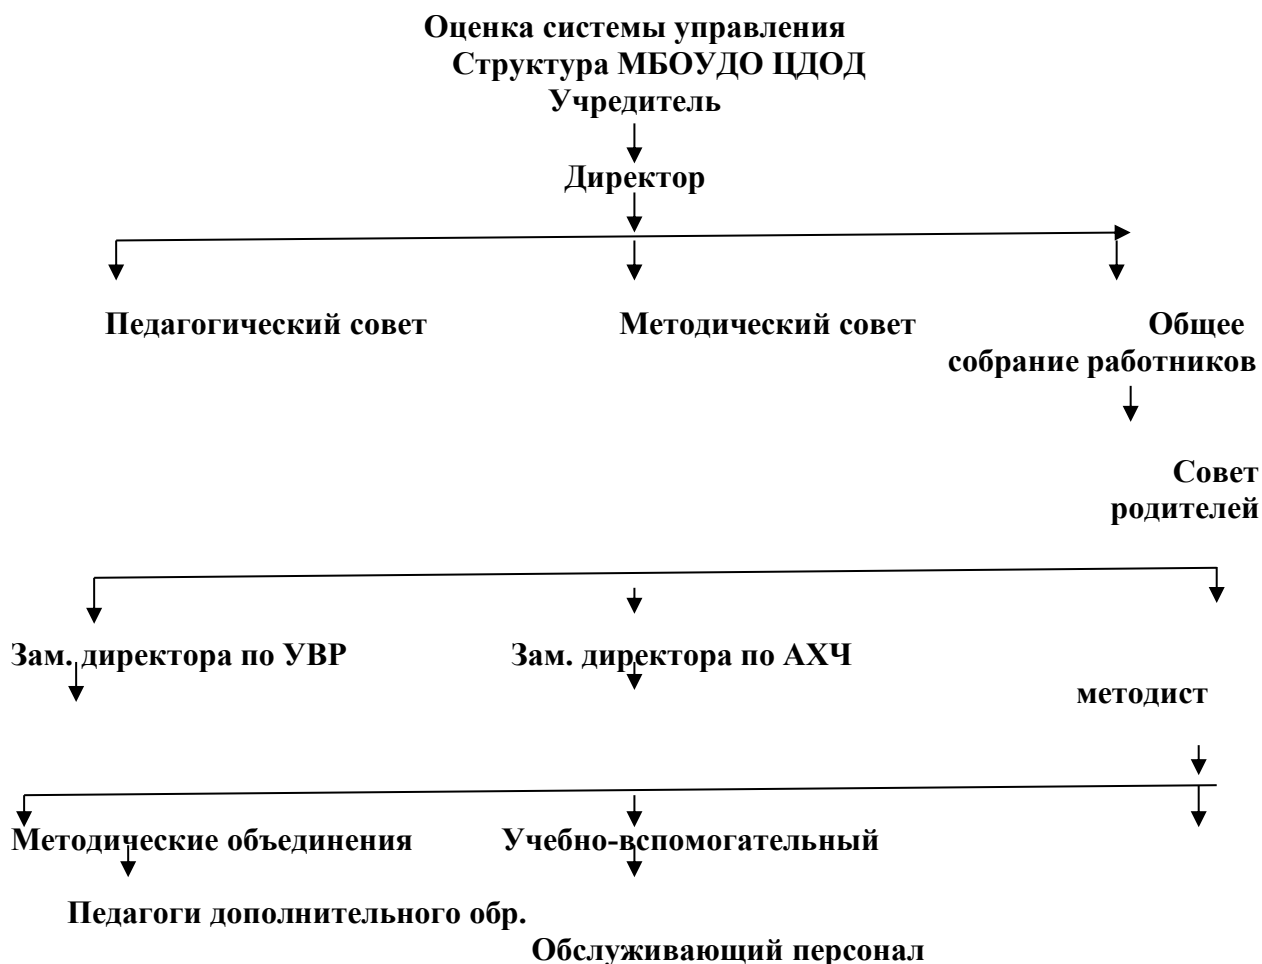 Оценка системы управления
Структура МБОУДО ЦДОД
Учредитель
Директор
Педагогический совет Методический совет Общее
собрание работников
Совет
родителей
Зам. директора по УВР Зам. директора по АХЧ
методист
Методические объединения Учебно-вспомогательный
Педагоги дополнительного обр.
Обслуживающий персонал